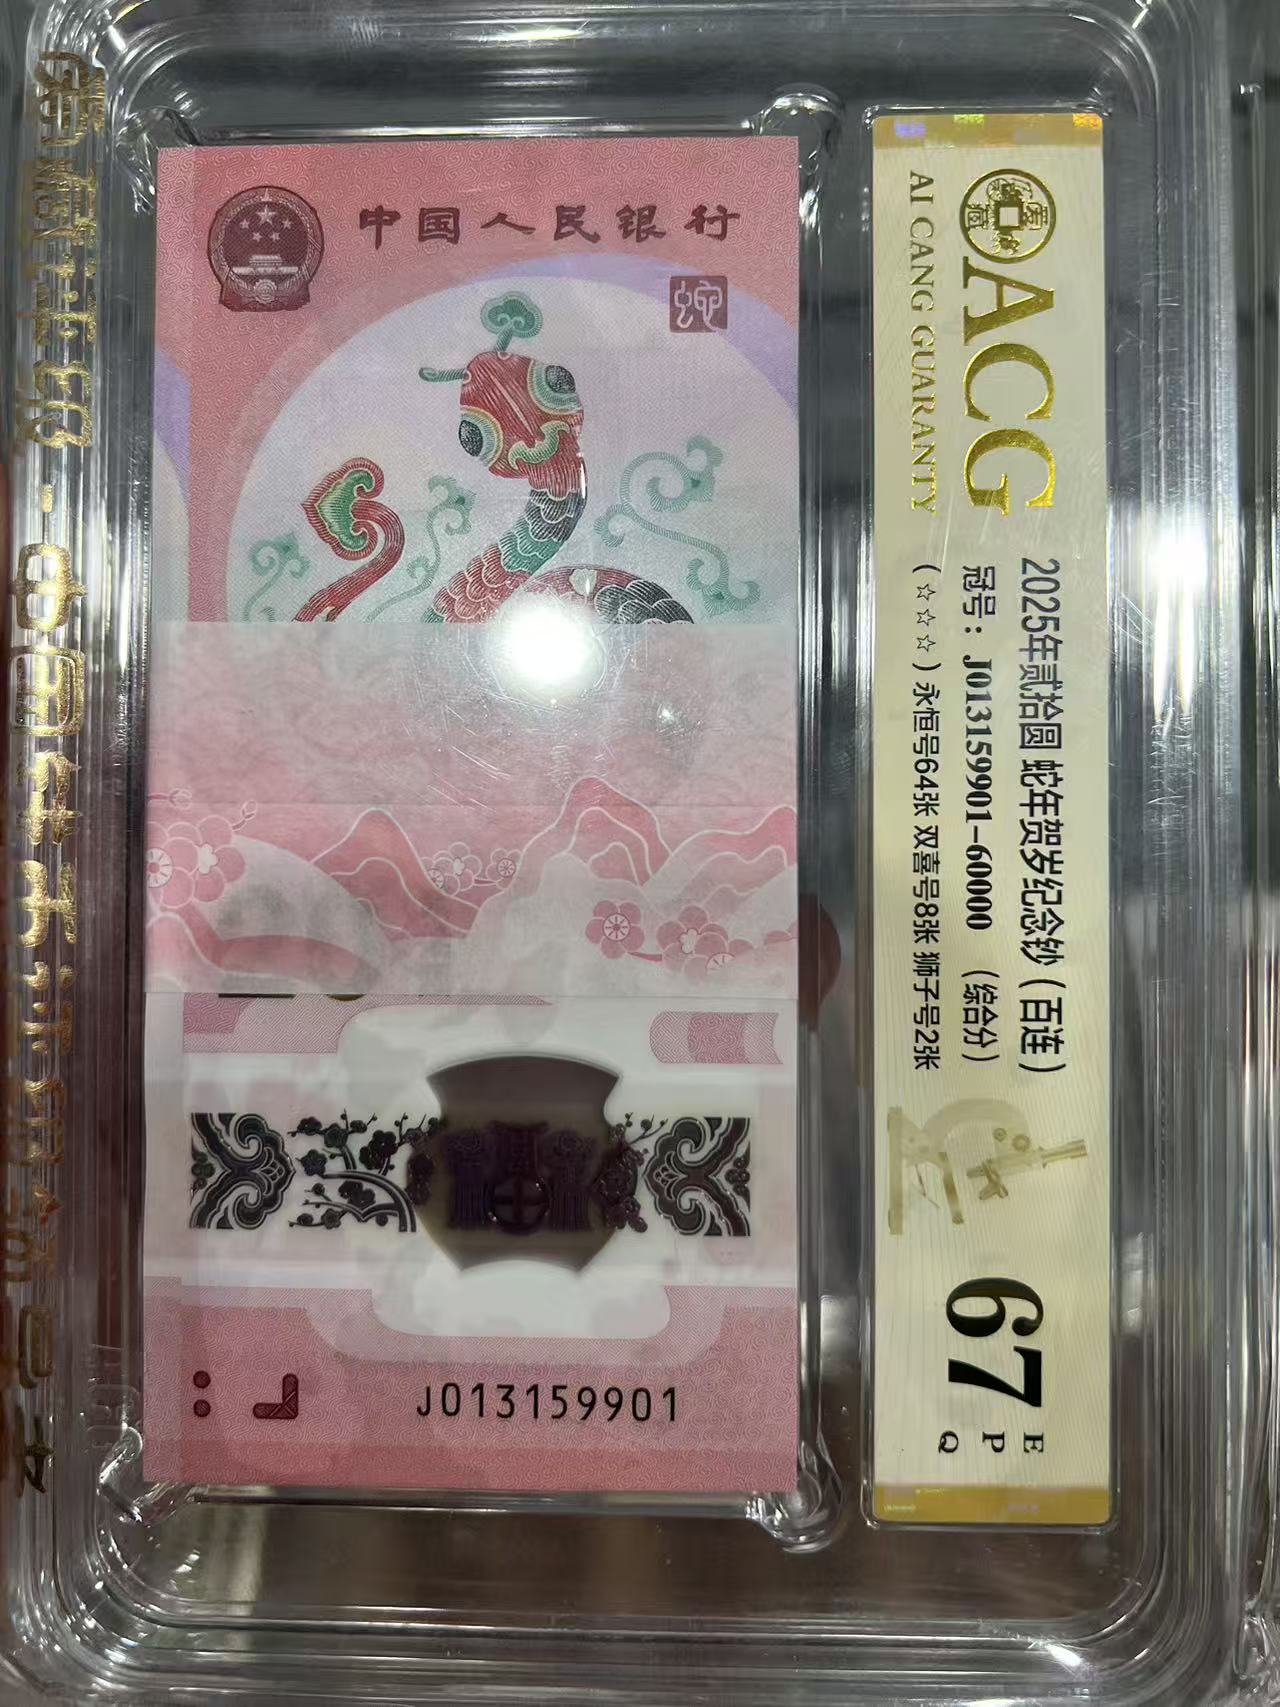 中国人民银行
蛇
J013159901
ACG
AI CANG GUARANTY
2025年贰拾圆 蛇年贺岁纪念钞（百连）
冠号：J013159901-60000 （综合分）
（☆☆☆）永恒号64张 双喜号8张 狮子号2张
67
E
P
Q